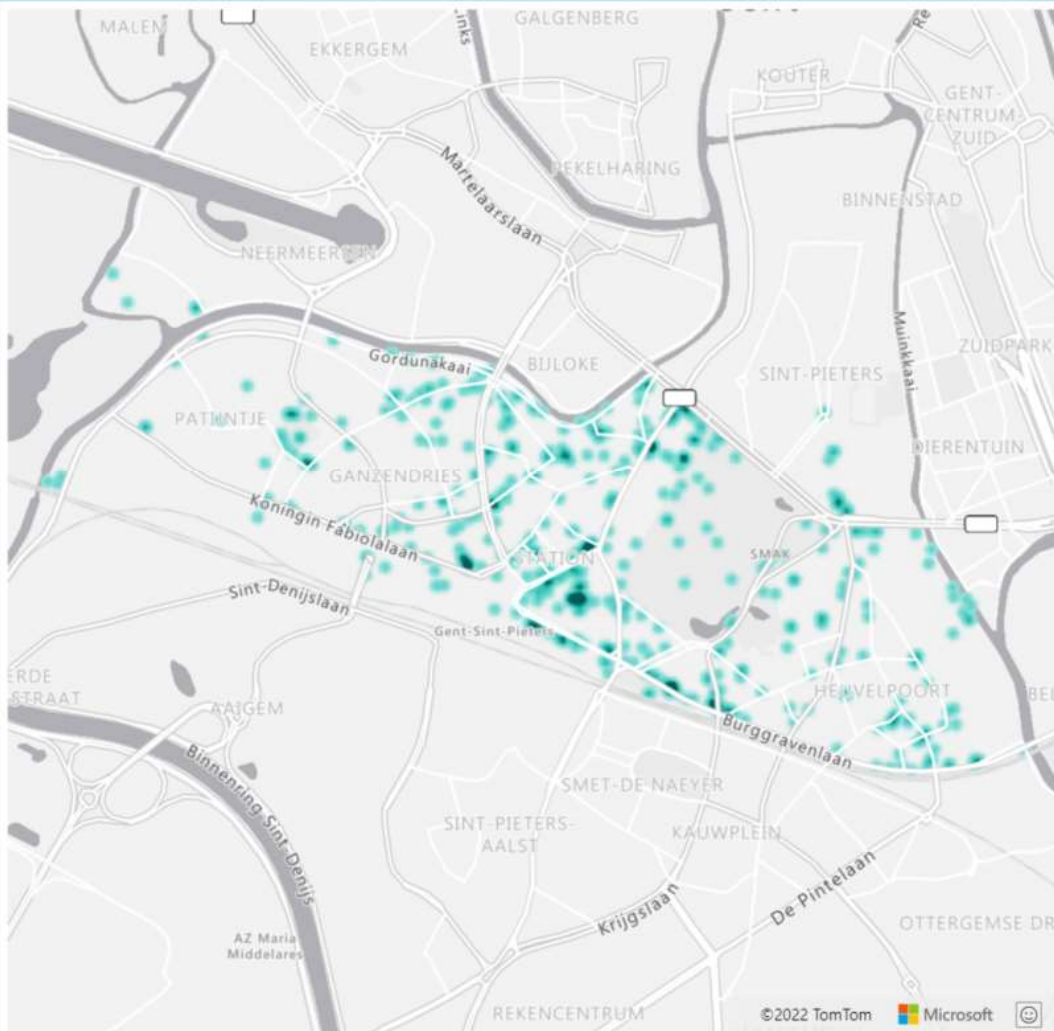 MALEM
Links
GALGENBERG
EKKERGEM
KOUTER
GENT-
CENTRUM-
ZUID
PEKELHARING
Martelaarslaan
BINNENSTAD
NEERMEERSEN
Muinkkaai
ZUIDPARK
Gordunakaai
BIJLOKE
SINT-PIETERS
PATIJNTJE
DIERENTUIN
GANZENDRIES
Koningin Fabiolalaan
STATION
SMAK
Sint-Denijslaan
Gent-Sint-Pieters
ERDE
STRAAT
HEUVELPOORT
AAIGEM
Burggravenlaan
Binnenring Sint-Denijs
SMET-DE NAEYER
SINT-PIETERS-
AALST
KAUWPLEIN
De Pintelaan
Krijgslaan
OTTERGEMSE DR
AZ Maria
Middelares
REKENCENTRUM
©2022 TomTom
Microsoft